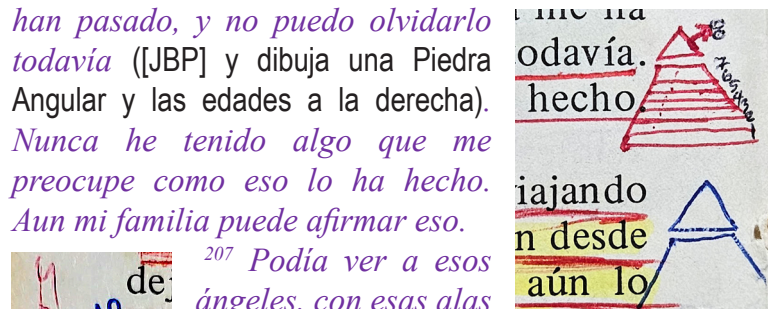 han pasado, y no puedo olvidarlo
todavía ([JBP] y dibuja una Piedra
Angular y las edades a la derecha).
Nunca he tenido algo que me
preocupe como eso lo ha hecho.
Aun mi familia puede afirmar eso.
207 Podía ver a esos
ángeles, con esas alas
de
me ha
odavía.
hecho.
iajando
n desde
aún lo